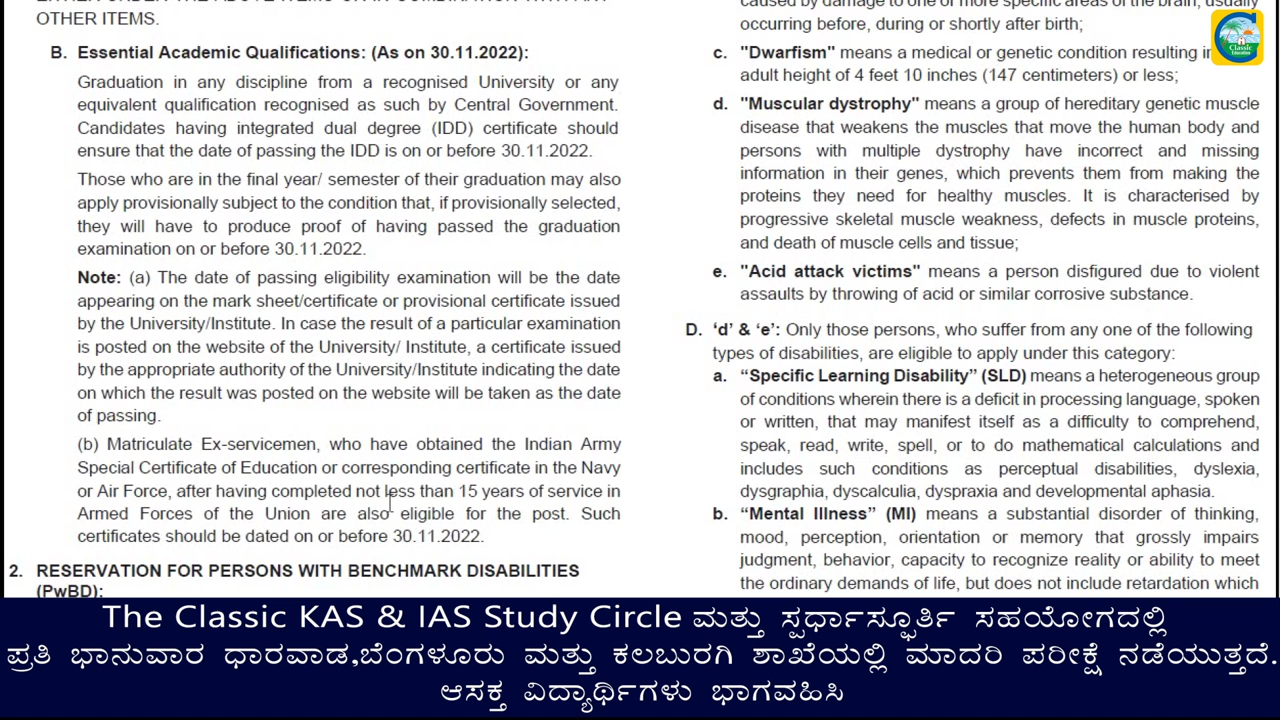 EITHER UNDER THE ABOVE ITEMS OR IN COMBINATION WITH ANY
OTHER ITEMS.
B. Essential Academic Qualifications: (As on 30.11.2022):
Graduation in any discipline from a recognised University or any
equivalent qualification recognised as such by Central Government.
Candidates having integrated dual degree (IDD) certificate should
ensure that the date of passing the IDD is on or before 30.11.2022.
Those who are in the final year/ semester of their graduation may also
apply provisionally subject to the condition that, if provisionally selected,
they will have to produce proof of having passed the graduation
examination on or before 30.11.2022.
Note: (a) The date of passing eligibility examination will be the date
appearing on the mark sheet/certificate or provisional certificate issued
by the University/Institute. In case the result of a particular examination
is posted on the website of the University/ Institute, a certificate issued
by the appropriate authority of the University/Institute indicating the date
on which the result was posted on the website will be taken as the date
of passing.
(b) Matriculate Ex-servicemen, who have obtained the Indian Army
Special Certificate of Education or corresponding certificate in the Navy
or Air Force, after having completed not less than 15 years of service in
Armed Forces of the Union are also eligible for the post. Such
certificates should be dated on or before 30.11.2022.
2. RESERVATION FOR PERSONS WITH BENCHMARK DISABILITIES
(PwBD):
caused by damage to one or more specific areas of the brain, usually
occurring before, during or shortly after birth;
c. "Dwarfism" means a medical or genetic condition resulting in
adult height of 4 feet 10 inches (147 centimeters) or less;
d. "Muscular dystrophy" means a group of hereditary genetic muscle
disease that weakens the muscles that move the human body and
persons with multiple dystrophy have incorrect and missing
information in their genes, which prevents them from making the
proteins they need for healthy muscles. It is characterised by
progressive skeletal muscle weakness, defects in muscle proteins,
and death of muscle cells and tissue;
e. "Acid attack victims" means a person disfigured due to violent
assaults by throwing of acid or similar corrosive substance.
D. ‘d’ & ‘e’: Only those persons, who suffer from any one of the following
types of disabilities, are eligible to apply under this category:
a. “Specific Learning Disability” (SLD) means a heterogeneous group
of conditions wherein there is a deficit in processing language, spoken
or written, that may manifest itself as a difficulty to comprehend,
speak, read, write, spell, or to do mathematical calculations and
includes such conditions as perceptual disabilities, dyslexia,
dysgraphia, dyscalculia, dyspraxia and developmental aphasia.
b. “Mental Illness” (MI) means a substantial disorder of thinking,
mood, perception, orientation or memory that grossly impairs
judgment, behavior, capacity to recognize reality or ability to meet
the ordinary demands of life, but does not include retardation which
Classic
Education
The Classic KAS & IAS Study Circle ಮತ್ತು ಸ್ಪರ್ಧಾಸ್ಫೂರ್ತಿ ಸಹಯೋಗದಲ್ಲಿ
ಪ್ರತಿ ಭಾನುವಾರ ಧಾರವಾಡ,ಬೆಂಗಳೂರು ಮತ್ತು ಕಲಬುರಗಿ ಶಾಖೆಯಲ್ಲಿ ಮಾದರಿ ಪರೀಕ್ಷೆ ನಡೆಯುತ್ತದೆ.
ಆಸಕ್ತ ವಿದ್ಯಾರ್ಥಿಗಳು ಭಾಗವಹಿಸಿ